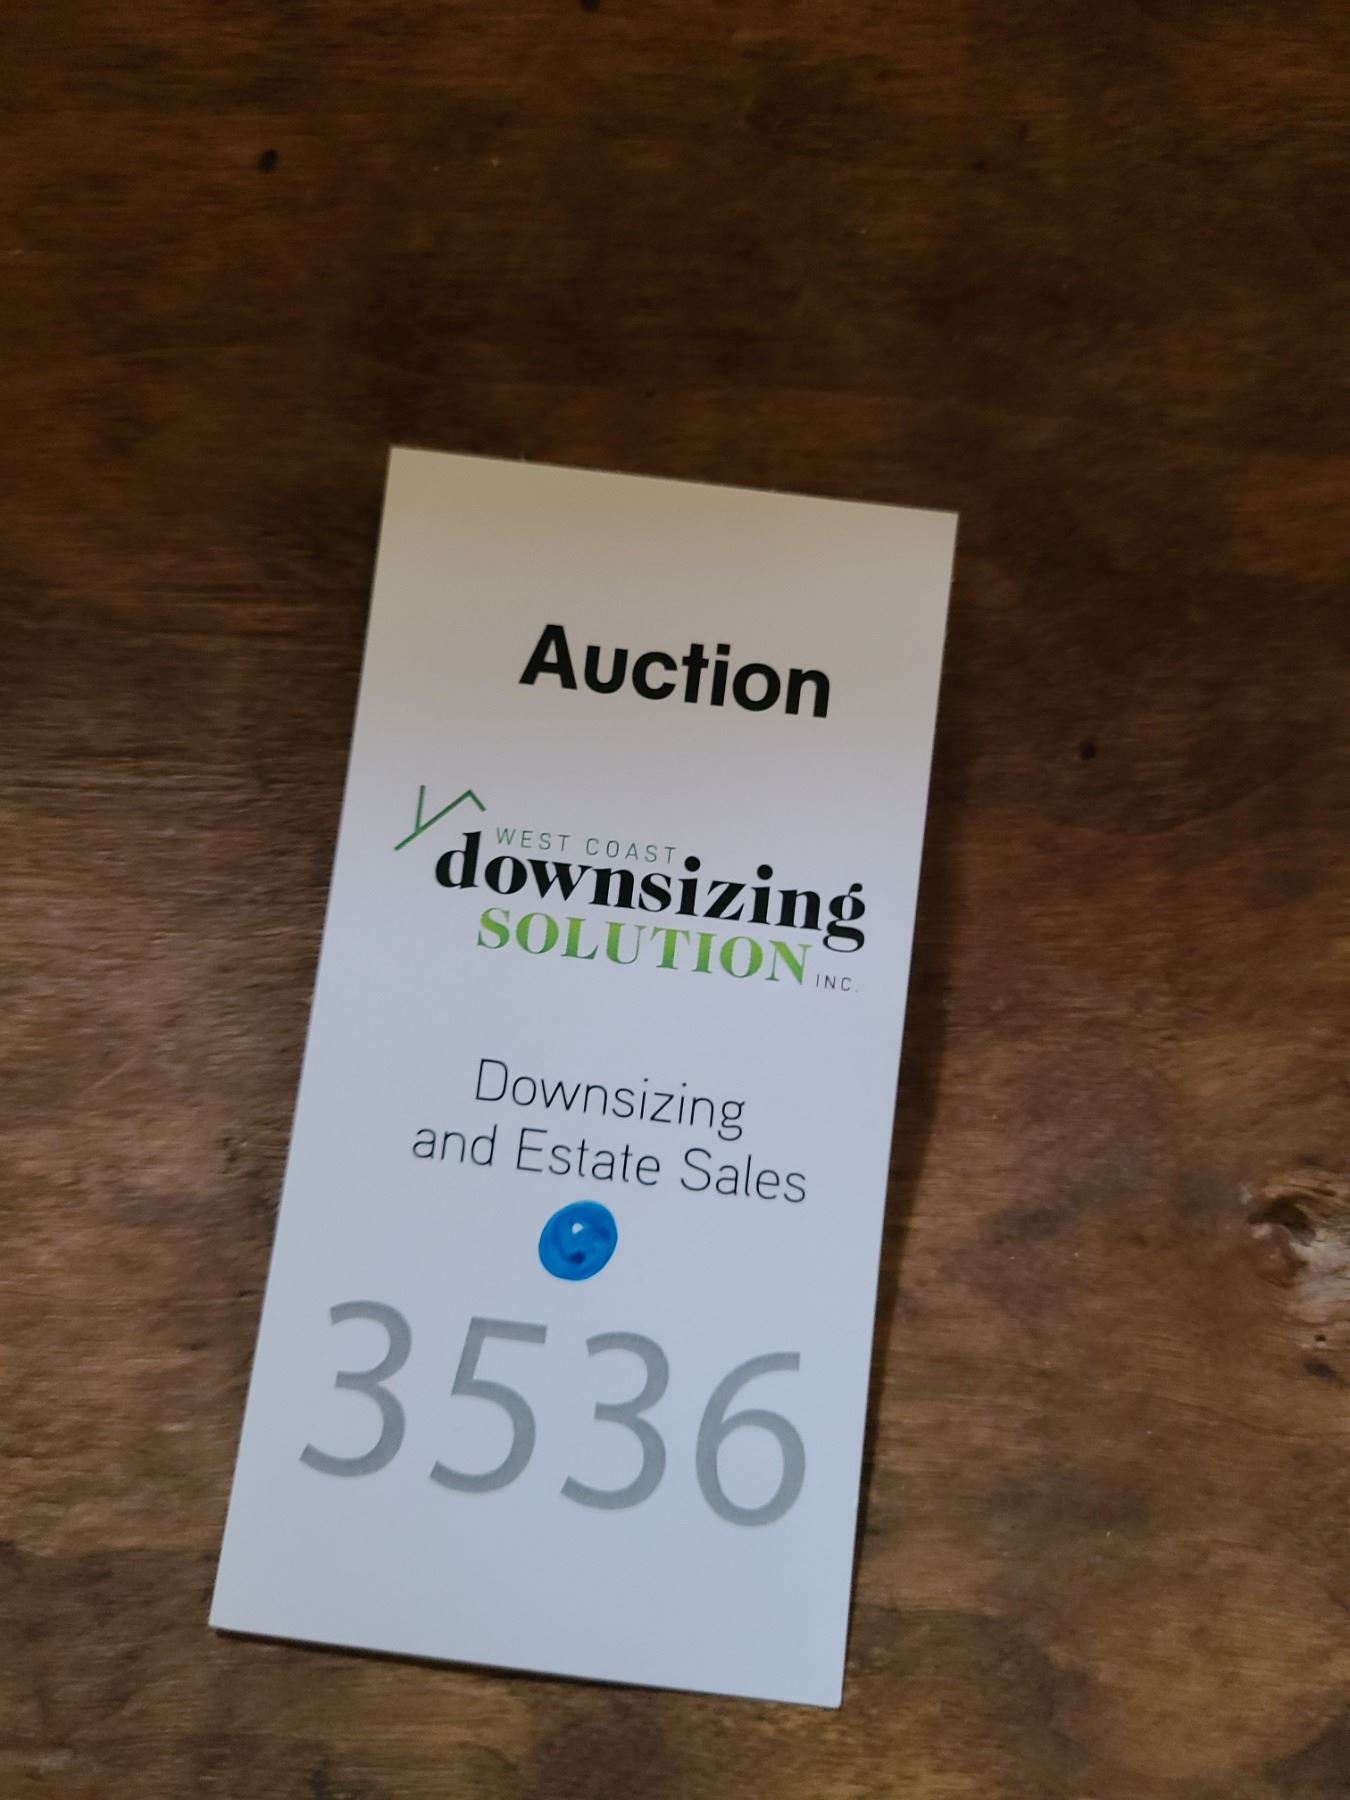 Auction
WEST COAST
downsizing
SOLUTION INC.
Downsizing
and Estate Sales
3536